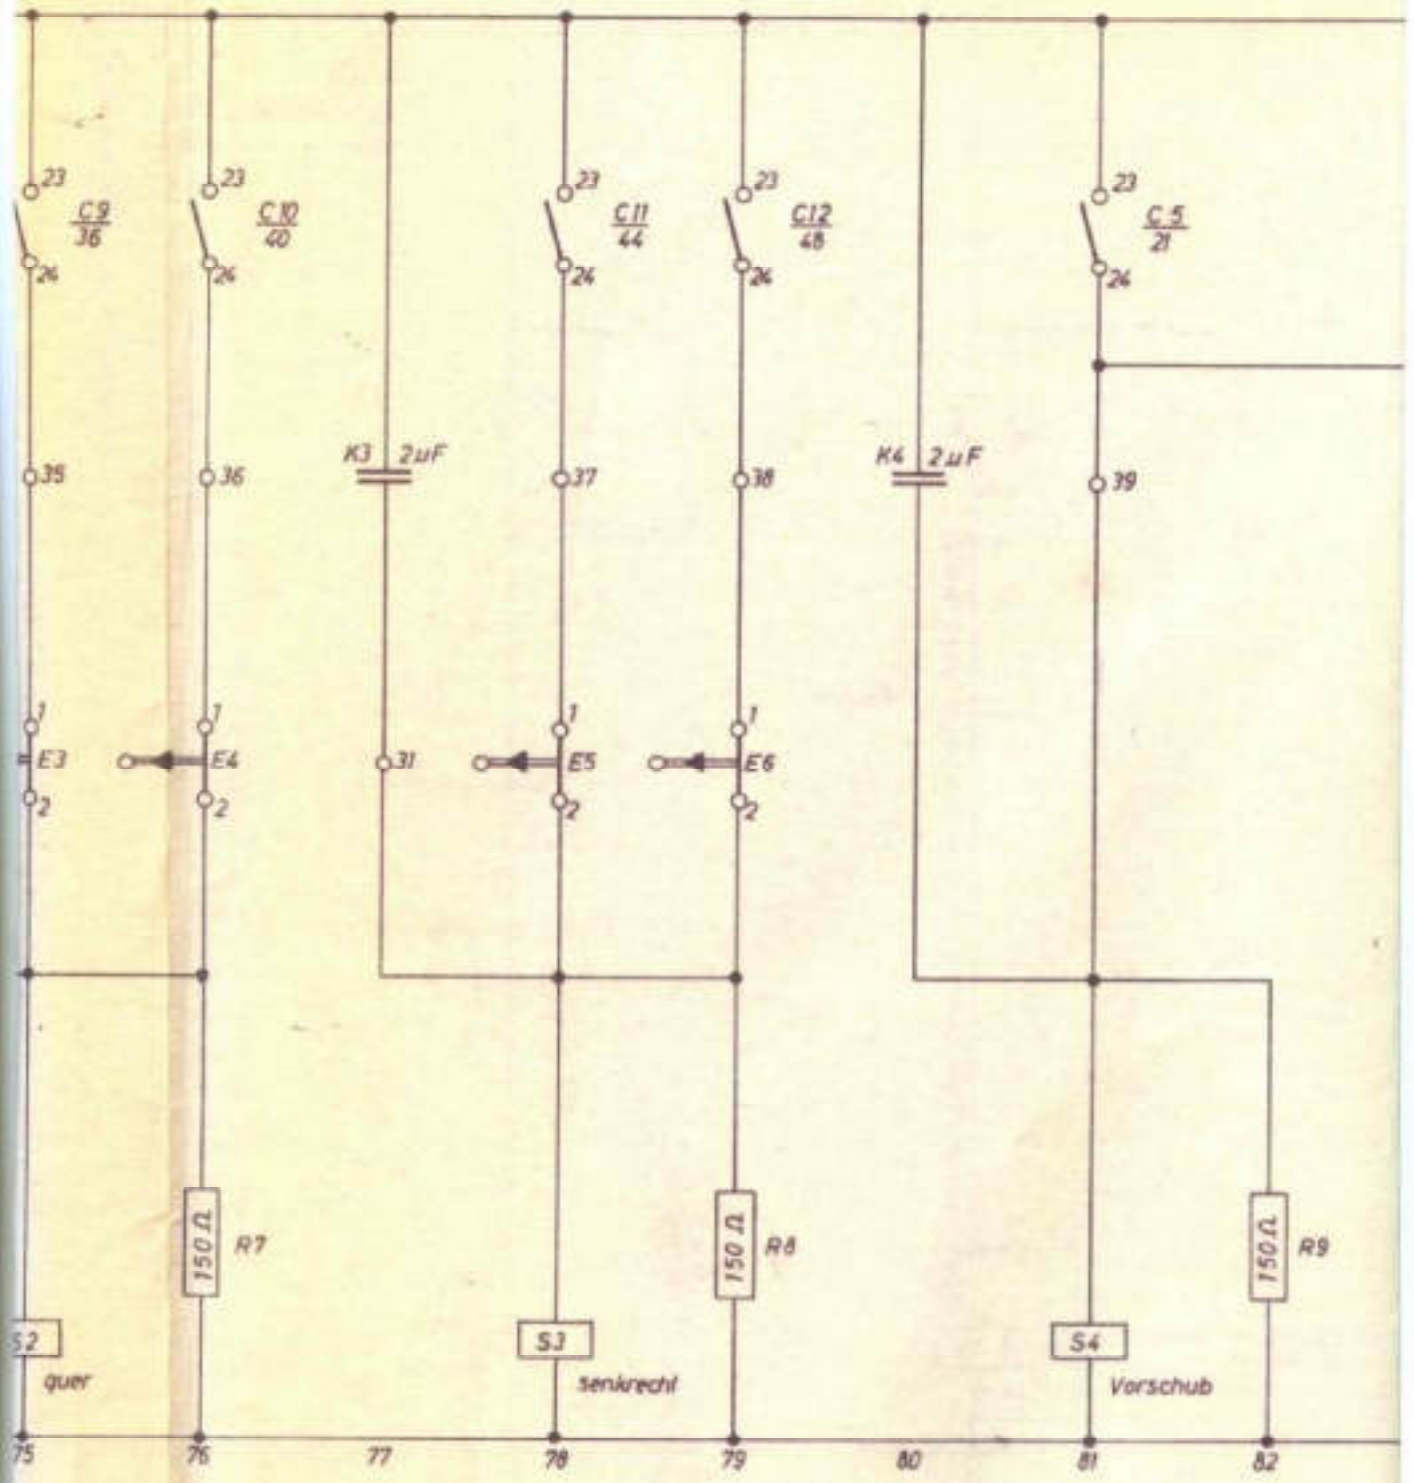 23 23 23 23 23
C9 C10 C11 C12 C5
36 40 44 48 21
24 24 24 24 24
K3 2µF K4 2µF
35 36 37 38 39
1 1 1 1
E3 E4 31 E5 E6
2 2 2 2
150 Ω R7 150 Ω R8 150 Ω R9
S2 S3 S4
quer senkrecht Vorschub
75 76 77 78 79 80 81 82